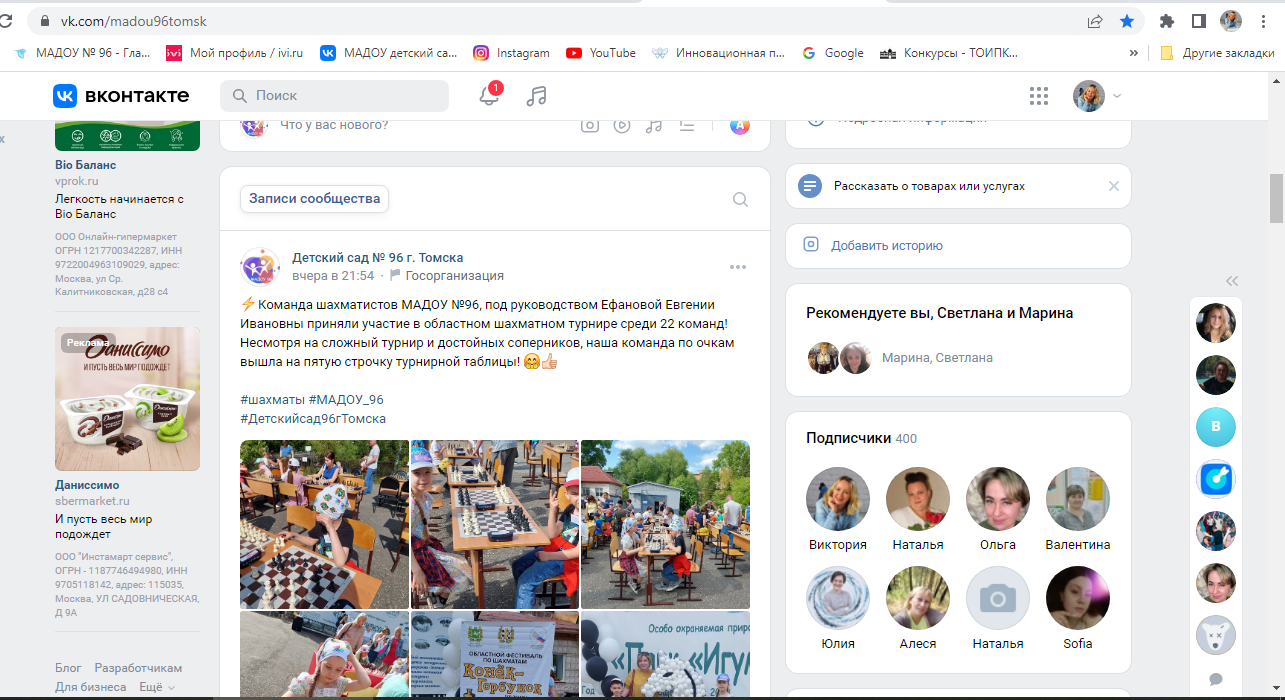 vk.com/madou96tomsk
МАДОУ № 96 - Гла...
Мой профиль / ivi.ru
МАДОУ детский са...
Instagram
YouTube
Инновационная п...
Google
Конкурсы - ТОИПК...
»
Другие закладки
вконтакте
Поиск
1
Что у вас нового?
Подробная информация
Bio Баланс
vprok.ru
Легкость начинается с
Bio Баланс
ООО Онлайн-гипермаркет
ОГРН 1217700342287, ИНН
9722004963109029, адрес:
Москва, ул Ср.
Калитниковская, д28 с4
Реклама
Даниссимо
И ПУСТЬ ВЕСЬ МИР ПОДОЖДЕТ
Даниссимо
sbermarket.ru
И пусть весь мир
подождет
ООО "Инстамарт сервис",
ОГРН - 1187746494980, ИНН
9705118142, адрес: 115035,
Москва, УЛ САДОВНИЧЕСКАЯ,
Д 9А
Блог Разработчикам
Для бизнеса Ещё
Записи сообщества
Детский сад № 96 г. Томска
вчера в 21:54 · Госорганизация
⚡Команда шахматистов МАДОУ №96, под руководством Ефановой Евгении
Ивановны приняли участие в областном шахматном турнире среди 22 команд!
Несмотря на сложный турнир и достойных соперников, наша команда по очкам
вышла на пятую строчку турнирной таблицы! 🤗👍
#шахматы #МАДОУ_96
#Детскийсад96гТомска
ОБЛАСТНОЙ ФЕСТИВАЛЬ
ПО ШАХМАТАМ
Конёк-
Горбунок
Особо охраняемая приро
«Парк «Игу
Рассказать о товарах или услугах
Добавить историю
Рекомендуете вы, Светлана и Марина
Марина, Светлана
Подписчики 400
Виктория
Наталья
Ольга
Валентина
Юлия
Алеся
Наталья
Sofia
В